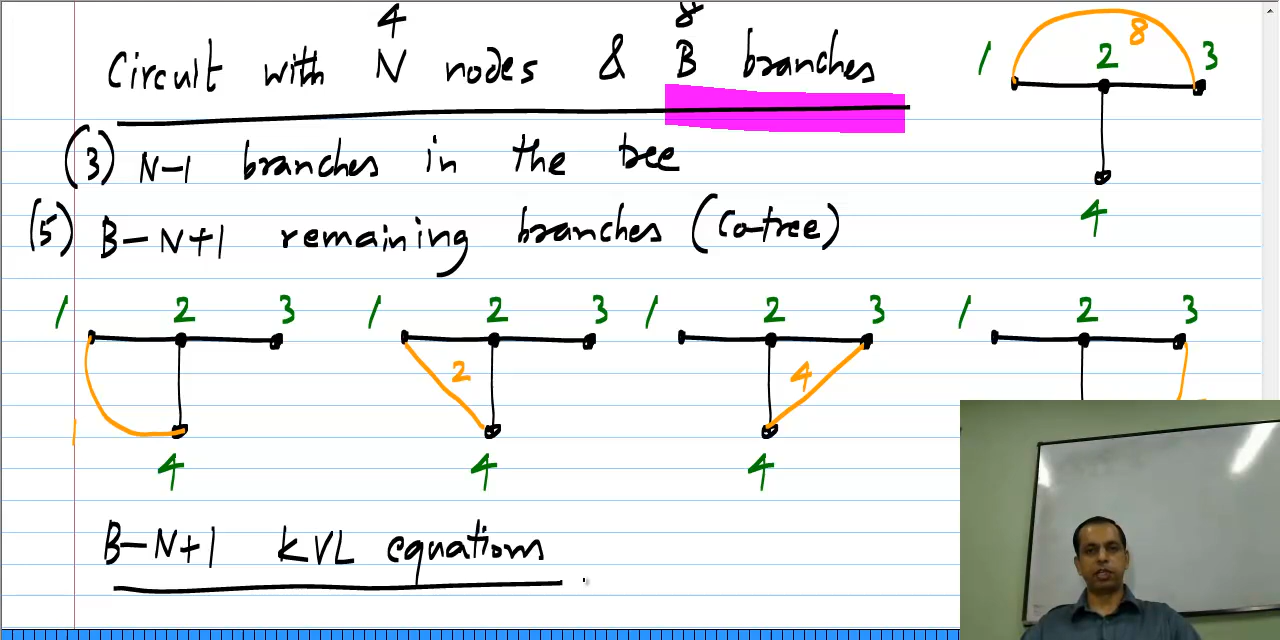 4 8
Circuit with N nodes & B branches
8
1 2 3
4
(3) N-1 branches in the tree
(5) B-N+1 remaining branches (Co-tree)
1 2 3 1 2 3 1 2 3 1 2 3
1 2 4
4 4 4
B-N+1 KVL equations